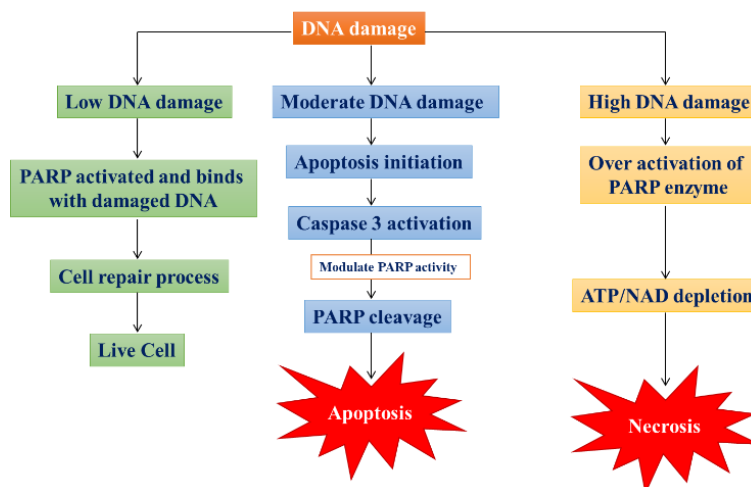 DNA damage
Low DNA damage
PARP activated and binds
with damaged DNA
Cell repair process
Live Cell
Moderate DNA damage
Apoptosis initiation
Caspase 3 activation
Modulate PARP activity
PARP cleavage
Apoptosis
High DNA damage
Over activation of
PARP enzyme
ATP/NAD depletion
Necrosis